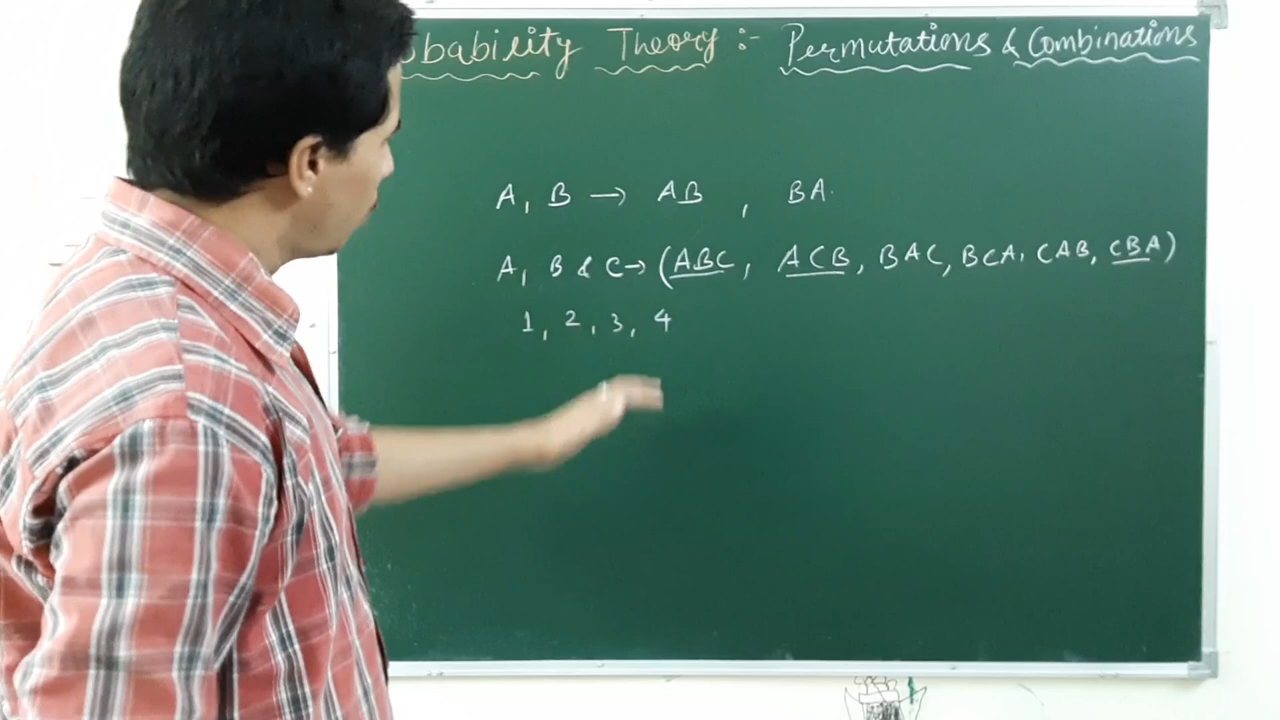 obability Theory :- Permutations & Combinations
A, B → AB , BA.
A, B & C → (ABC, ACB, BAC, BCA, CAB, CBA)
1, 2, 3, 4